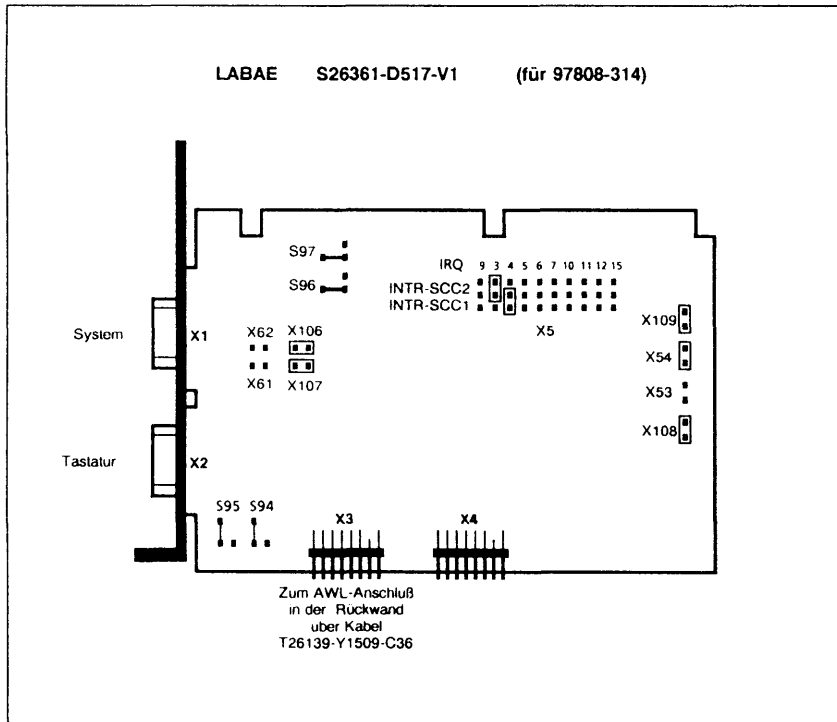 LABAE S26361-D517-V1 (für 97808-314)
S97
S96
IRQ 9 3 4 5 6 7 10 11 12 15
INTR-SCC2
INTR-SCC1
X5
X109
X54
X53
X108
System
X1
X62 X106
X61 X107
Tastatur
X2
S95 S94
X3
X4
Zum AWL-Anschluß
in der Rückwand
uber Kabel
T26139-Y1509-C36